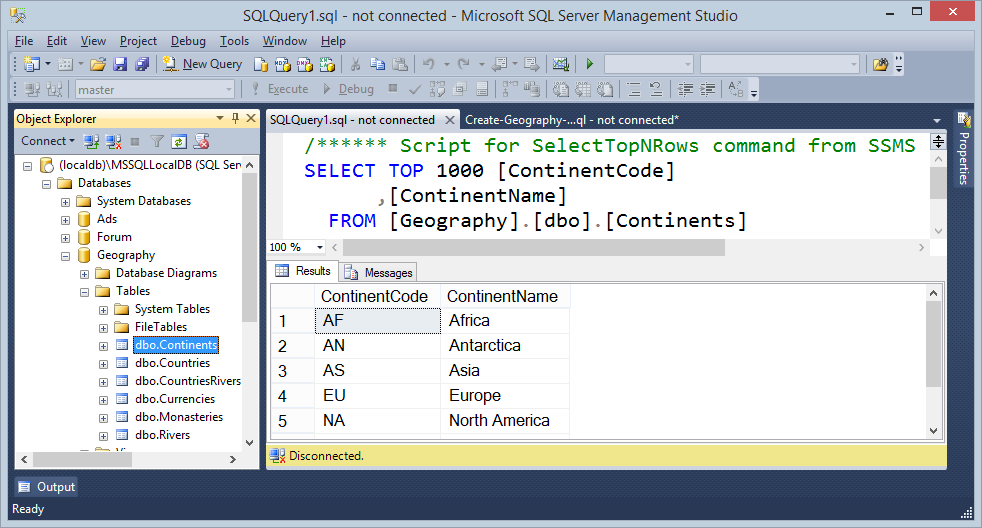 SQLQuery1.sql - not connected - Microsoft SQL Server Management Studio
File Edit View Project Debug Tools Window Help
New Query
master Execute Debug
Object Explorer
SQLQuery1.sql - not connected Create-Geography-...ql - not connected*
Connect
/****** Script for SelectTopNRows command from SSMS
SELECT TOP 1000 [ContinentCode]
,[ContinentName]
FROM [Geography].[dbo].[Continents]
100 %
(localdb)\MSSQLLocalDB (SQL Serve
Databases
System Databases
Ads
Forum
Geography
Database Diagrams
Tables
System Tables
FileTables
dbo.Continents
dbo.Countries
dbo.CountriesRivers
dbo.Currencies
dbo.Monasteries
dbo.Rivers
Results Messages
ContinentCode ContinentName
1 AF Africa
2 AN Antarctica
3 AS Asia
4 EU Europe
5 NA North America
Disconnected.
Properties
Output
Ready